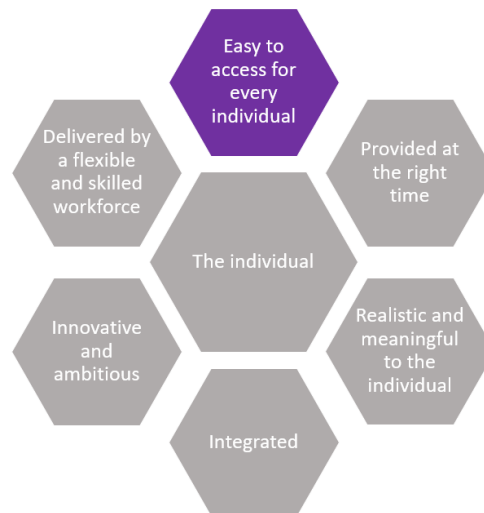 Easy to
access for
every
individual
Delivered by
a flexible
and skilled
workforce
Provided at
the right
time
The individual
Innovative
and
ambitious
Realistic and
meaningful
to the
individual
Integrated